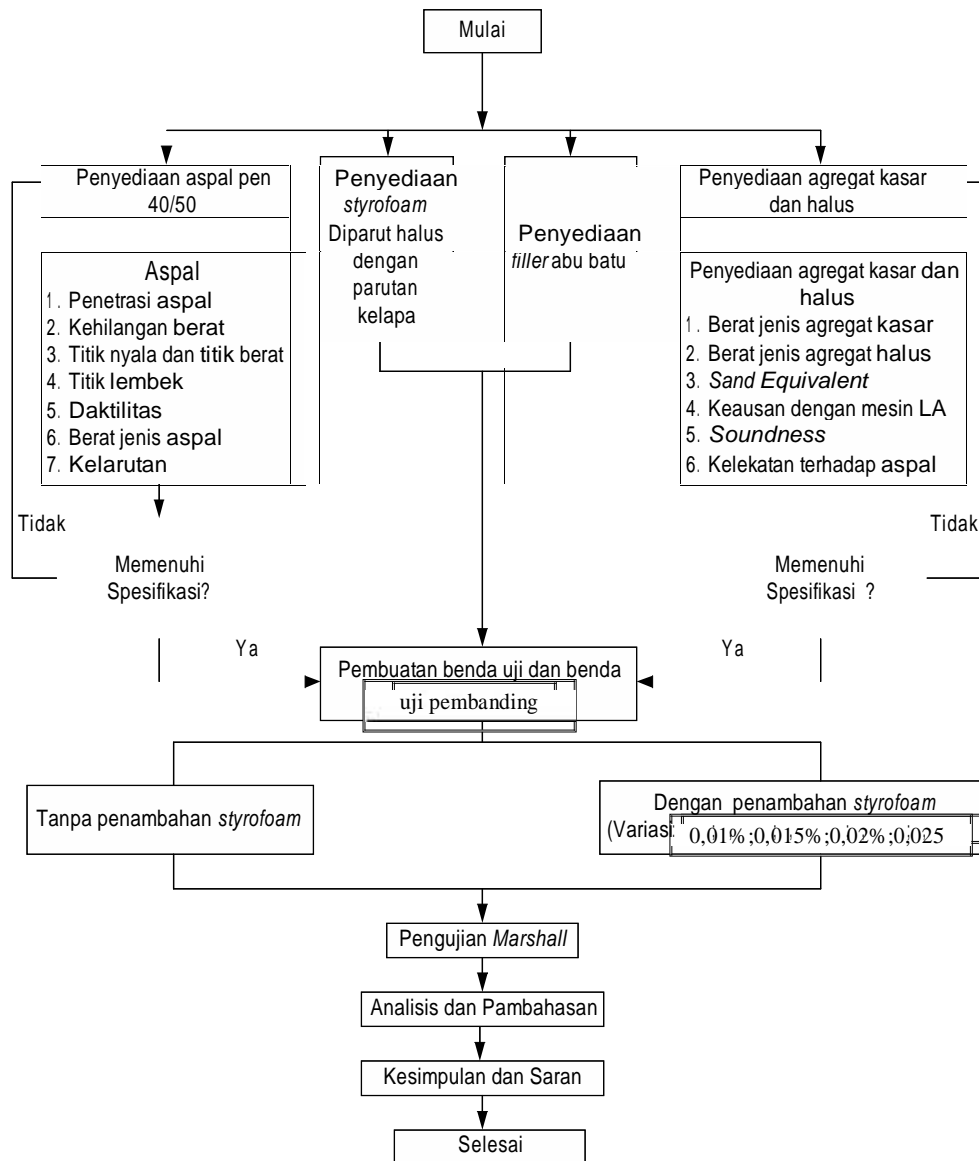 Mulai
Penyediaan aspal pen
40/50
Penyediaan
styrofoam
Diparut halus
dengan
parutan
kelapa
Penyediaan
filler abu batu
Penyediaan agregat kasar
dan halus
Aspal
1. Penetrasi aspal
2. Kehilangan berat
3. Titik nyala dan titik berat
4. Titik lembek
5. Daktilitas
6. Berat jenis aspal
7. Kelarutan
Penyediaan agregat kasar dan
halus
1. Berat jenis agregat kasar
2. Berat jenis agregat halus
3. Sand Equivalent
4. Keausan dengan mesin LA
5. Soundness
6. Kelekatan terhadap aspal
Tidak
Memenuhi
Spesifikasi?
Ya
Tidak
Memenuhi
Spesifikasi ?
Ya
Pembuatan benda uji dan benda
uji pembanding
Tanpa penambahan styrofoam
Dengan penambahan styrofoam
(Variasi: 0,01%;0,015%;0,02%;0,025
Pengujian Marshall
Analisis dan Pambahasan
Kesimpulan dan Saran
Selesai